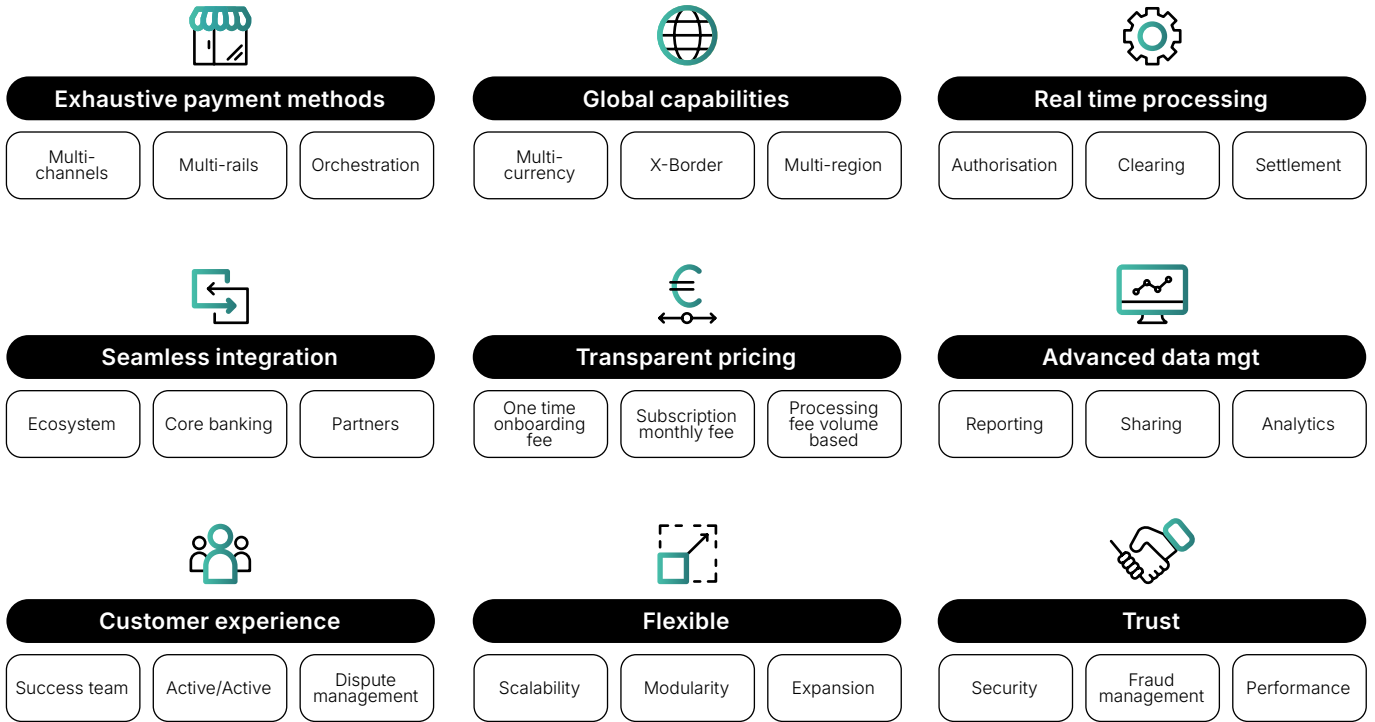 Exhaustive payment methods
Multi-
channels
Multi-rails
Orchestration
Global capabilities
Multi-
currency
X-Border
Multi-region
Real time processing
Authorisation
Clearing
Settlement
Seamless integration
Ecosystem
Core banking
Partners
Transparent pricing
One time
onboarding
fee
Subscription
monthly fee
Processing
fee volume
based
Advanced data mgt
Reporting
Sharing
Analytics
Customer experience
Success team
Active/Active
Dispute
management
Flexible
Scalability
Modularity
Expansion
Trust
Security
Fraud
management
Performance